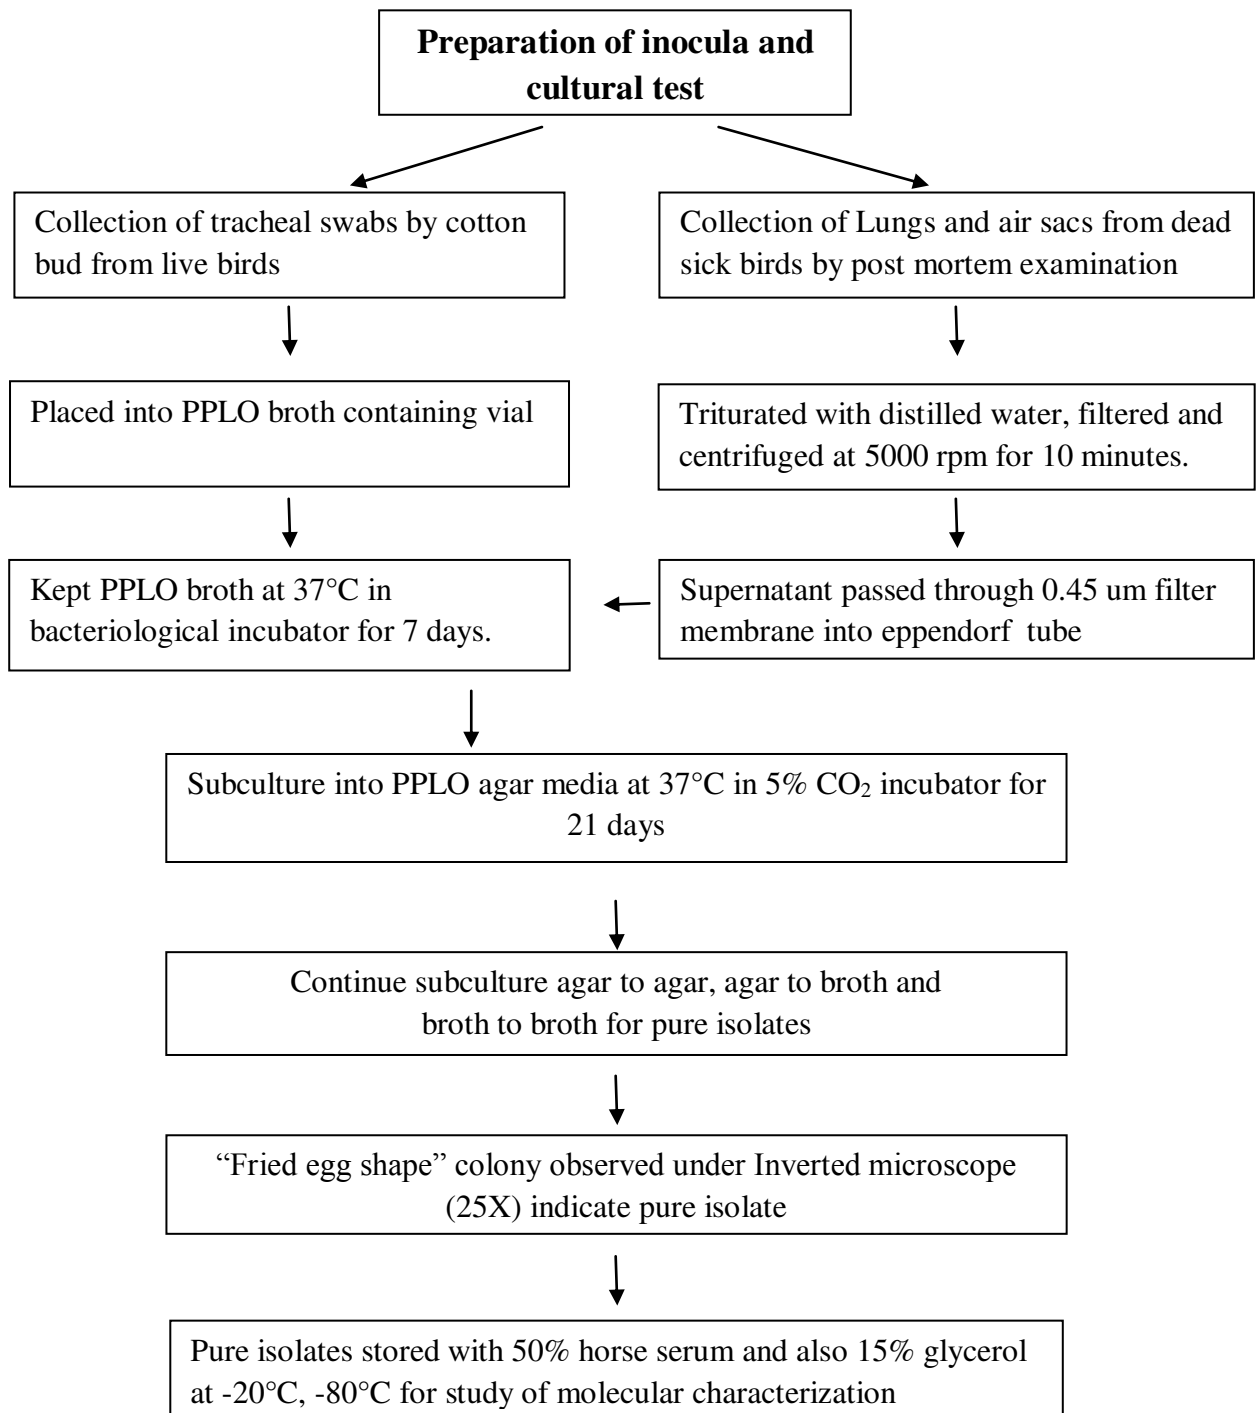 Preparation of inocula and
cultural test
Collection of tracheal swabs by cotton
bud from live birds
Collection of Lungs and air sacs from dead
sick birds by post mortem examination
Placed into PPLO broth containing vial
Triturated with distilled water, filtered and
centrifuged at 5000 rpm for 10 minutes.
Kept PPLO broth at 37°C in
bacteriological incubator for 7 days.
Supernatant passed through 0.45 um filter
membrane into eppendorf tube
Subculture into PPLO agar media at 37°C in 5% CO₂ incubator for
21 days
Continue subculture agar to agar, agar to broth and
broth to broth for pure isolates
“Fried egg shape” colony observed under Inverted microscope
(25X) indicate pure isolate
Pure isolates stored with 50% horse serum and also 15% glycerol
at -20°C, -80°C for study of molecular characterization